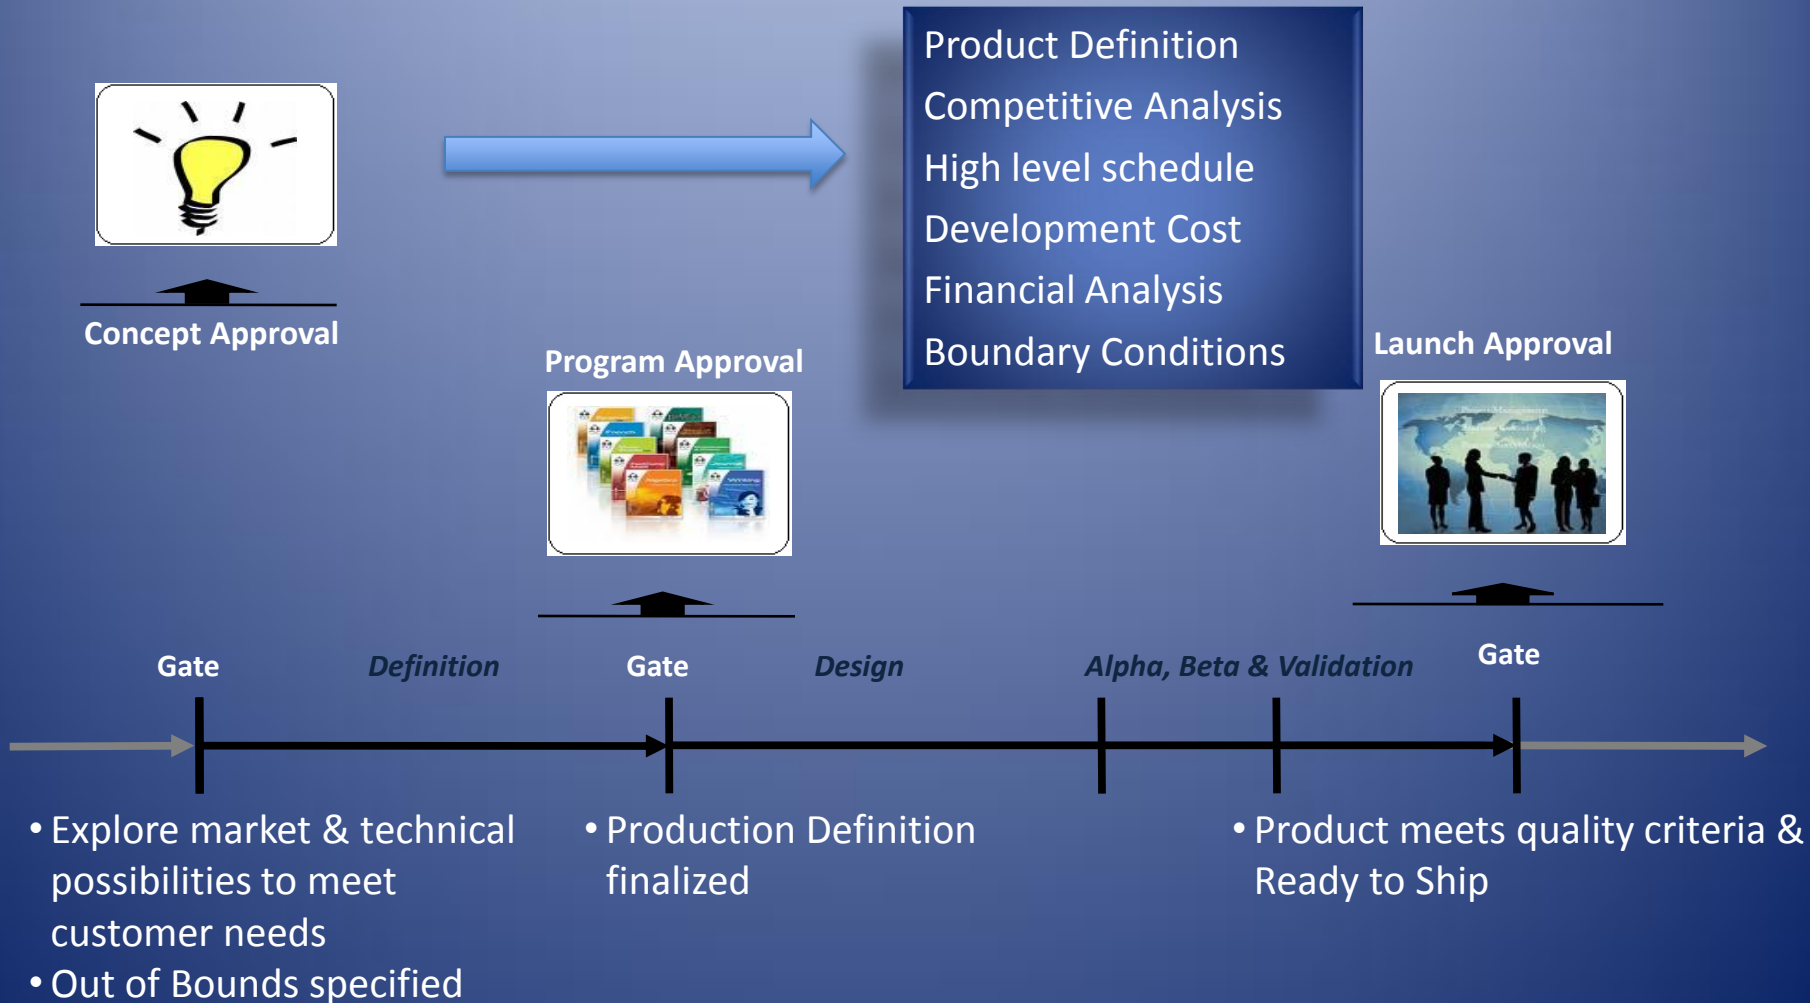 Product Definition
Competitive Analysis
High level schedule
Development Cost
Financial Analysis
Boundary Conditions
Concept Approval
Program Approval
Launch Approval
Gate
Definition
Gate
Design
Alpha, Beta & Validation
Gate
• Explore market & technical
possibilities to meet
customer needs
• Out of Bounds specified
• Production Definition
finalized
• Product meets quality criteria &
Ready to Ship